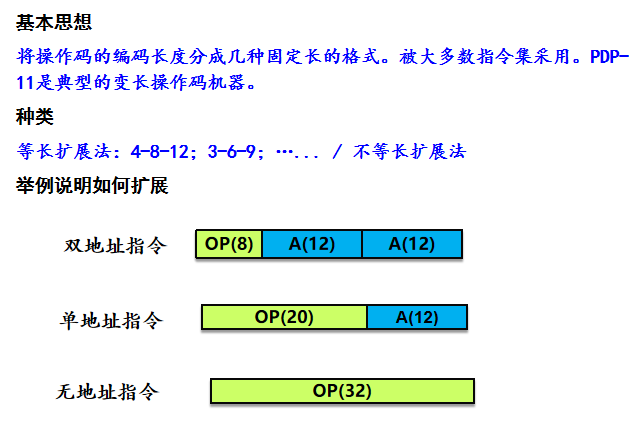 基本思想
将操作码的编码长度分成几种固定长的格式。被大多数指令集采用。PDP-
11是典型的变长操作码机器。
种类
等长扩展法：4-8-12；3-6-9；…... / 不等长扩展法
举例说明如何扩展
双地址指令 OP(8) A(12) A(12)
单地址指令 OP(20) A(12)
无地址指令 OP(32)